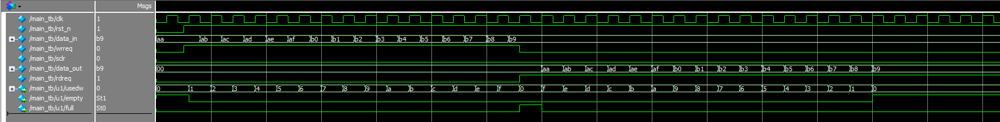 Msgs
/main_tb/clk 1
/main_tb/rst_n 1
/main_tb/data_in b9 aa ab ac ad ae af b0 b1 b2 b3 b4 b5 b6 b7 b8 b9
/main_tb/wrreq 0
/main_tb/sclr 0
/main_tb/data_out b9 00 aa ab ac ad ae af b0 b1 b2 b3 b4 b5 b6 b7 b8 b9
/main_tb/rdreq 1
/main_tb/u1/usedw 0 0 1 2 3 4 5 6 7 8 9 a b c d e f 0 f e d c b a 9 8 7 6 5 4 3 2 1 0
/main_tb/u1/empty St1
/main_tb/u1/full St0